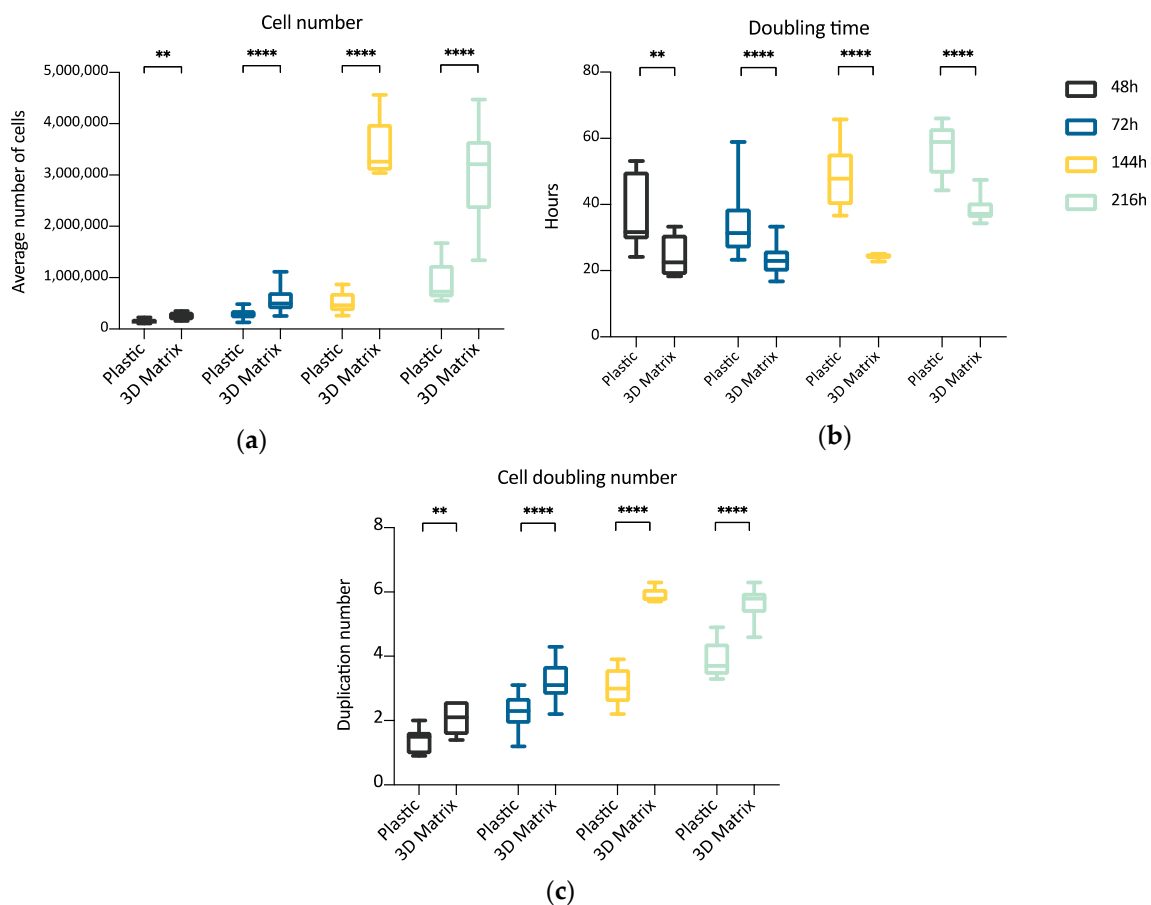 Cell number
** **** **** ****
Average number of cells
5,000,000
4,000,000
3,000,000
2,000,000
1,000,000
0
Plastic
3D Matrix
Plastic
3D Matrix
Plastic
3D Matrix
Plastic
3D Matrix
(a)
Doubling time
** **** **** ****
Hours
80
60
40
20
0
Plastic
3D Matrix
Plastic
3D Matrix
Plastic
3D Matrix
Plastic
3D Matrix
(b)
48h
72h
144h
216h
Cell doubling number
** **** **** ****
Duplication number
8
6
4
2
0
Plastic
3D Matrix
Plastic
3D Matrix
Plastic
3D Matrix
Plastic
3D Matrix
(c)